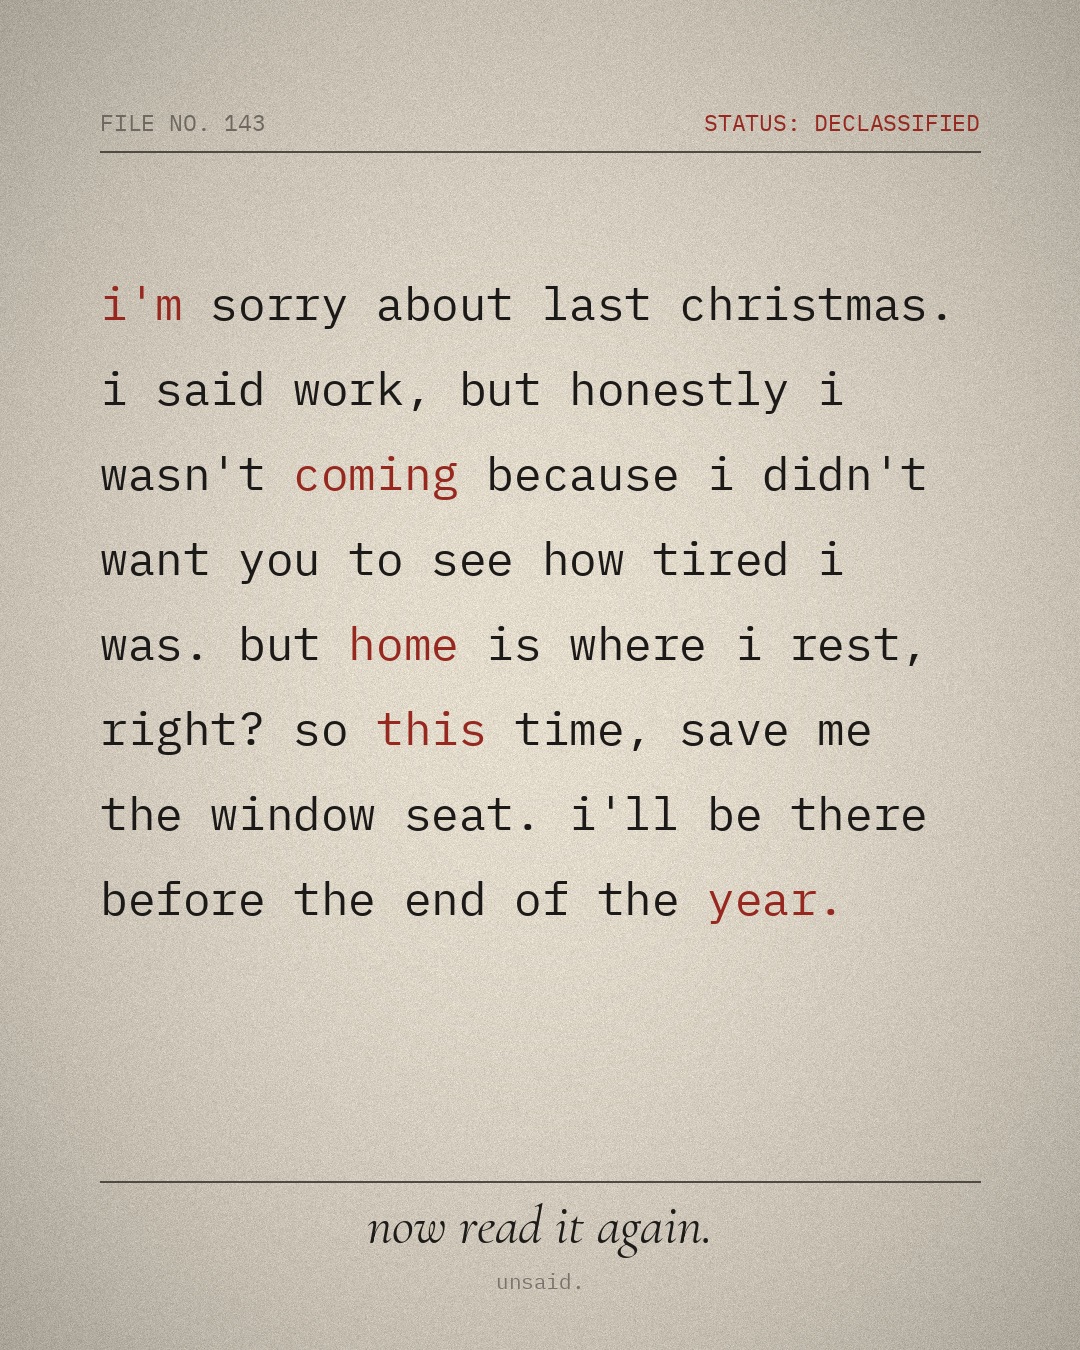 FILE NO. 143
STATUS: DECLASSIFIED
i'm sorry about last christmas.
i said work, but honestly i
wasn't coming because i didn't
want you to see how tired i
was. but home is where i rest,
right? so this time, save me
the window seat. i'll be there
before the end of the year.
now read it again.
unsaid.